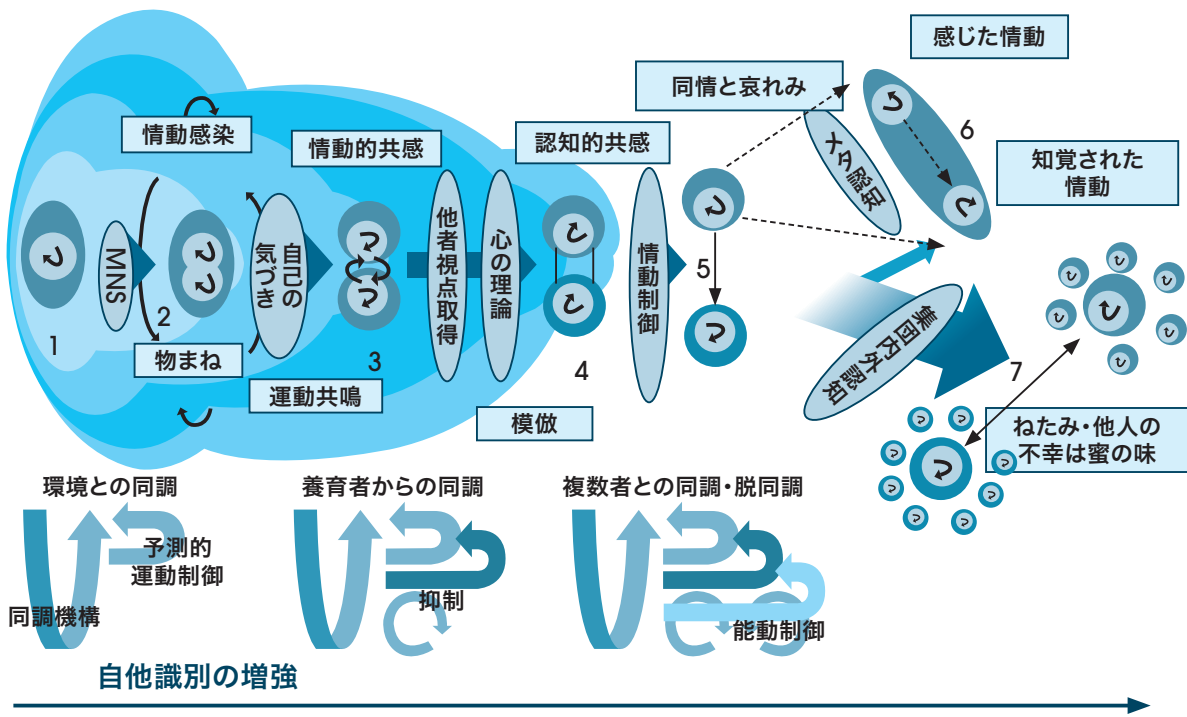 感じた情動
同情と哀れみ
情動感染
情動的共感
認知的共感
メタ認知
6
知覚された
情動
MNS
自己の
気づき
他者視点取得
心の理論
情動制御
5
1
2
3
4
物まね
運動共鳴
模倣
集団内外認知
7
ねたみ・他人の
不幸は蜜の味
環境との同調
養育者からの同調
複数者との同調・脱同調
予測的
運動制御
同調機構
抑制
能動制御
自他識別の増強